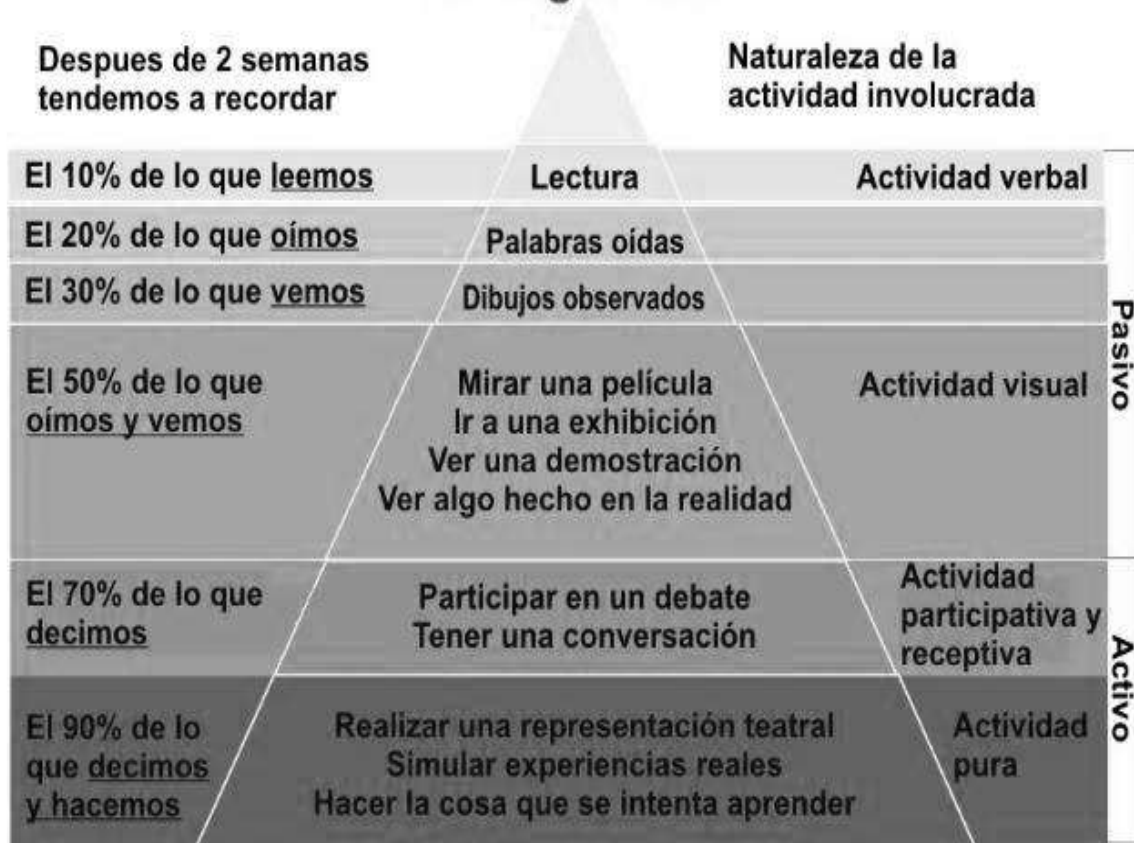 Despues de 2 semanas
tendemos a recordar
Naturaleza de la
actividad involucrada
El 10% de lo que leemos
Lectura
Actividad verbal
El 20% de lo que oímos
Palabras oídas
El 30% de lo que vemos
Dibujos observados
El 50% de lo que
oímos y vemos
Mirar una película
Ir a una exhibición
Ver una demostración
Ver algo hecho en la realidad
Actividad visual
Pasivo
El 70% de lo que
decimos
Participar en un debate
Tener una conversación
Actividad
participativa y
receptiva
El 90% de lo
que decimos
y hacemos
Realizar una representación teatral
Simular experiencias reales
Hacer la cosa que se intenta aprender
Actividad
pura
Activo